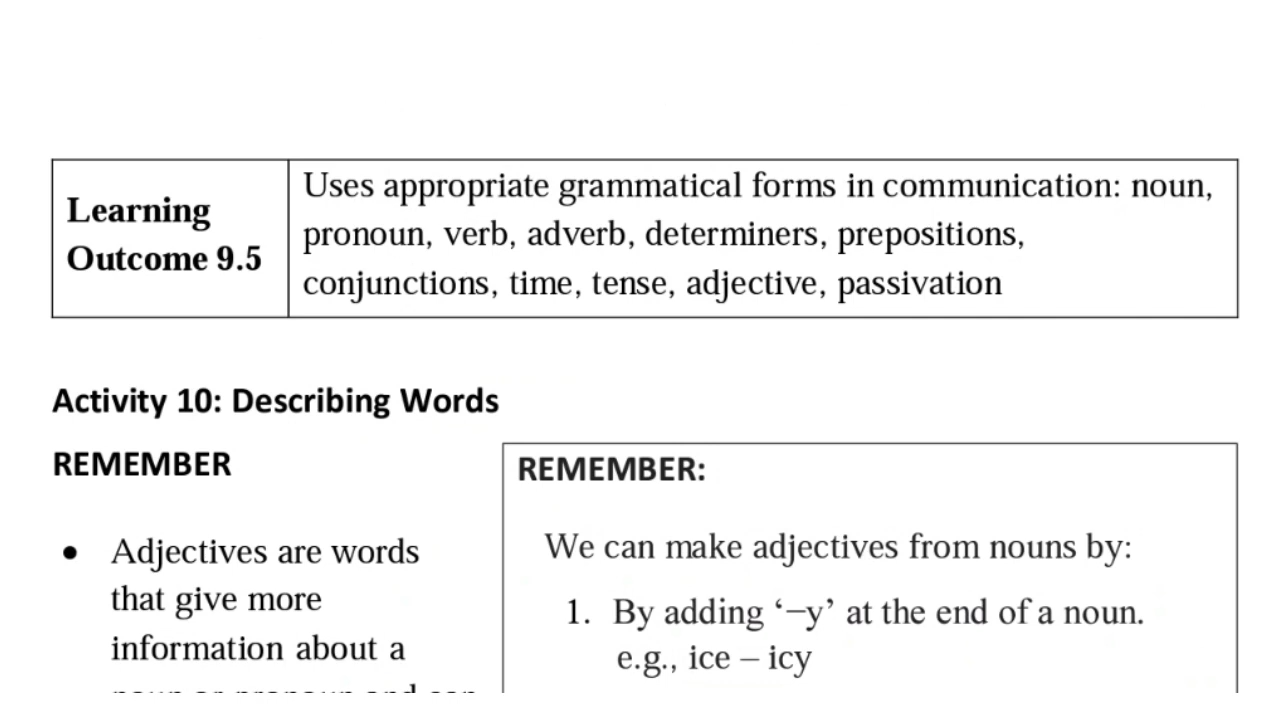 Learning
Outcome 9.5
Uses appropriate grammatical forms in communication: noun,
pronoun, verb, adverb, determiners, prepositions,
conjunctions, time, tense, adjective, passivation
Activity 10: Describing Words
REMEMBER
• Adjectives are words
that give more
information about a
REMEMBER:
We can make adjectives from nouns by:
1. By adding ‘–y’ at the end of a noun.
e.g., ice – icy